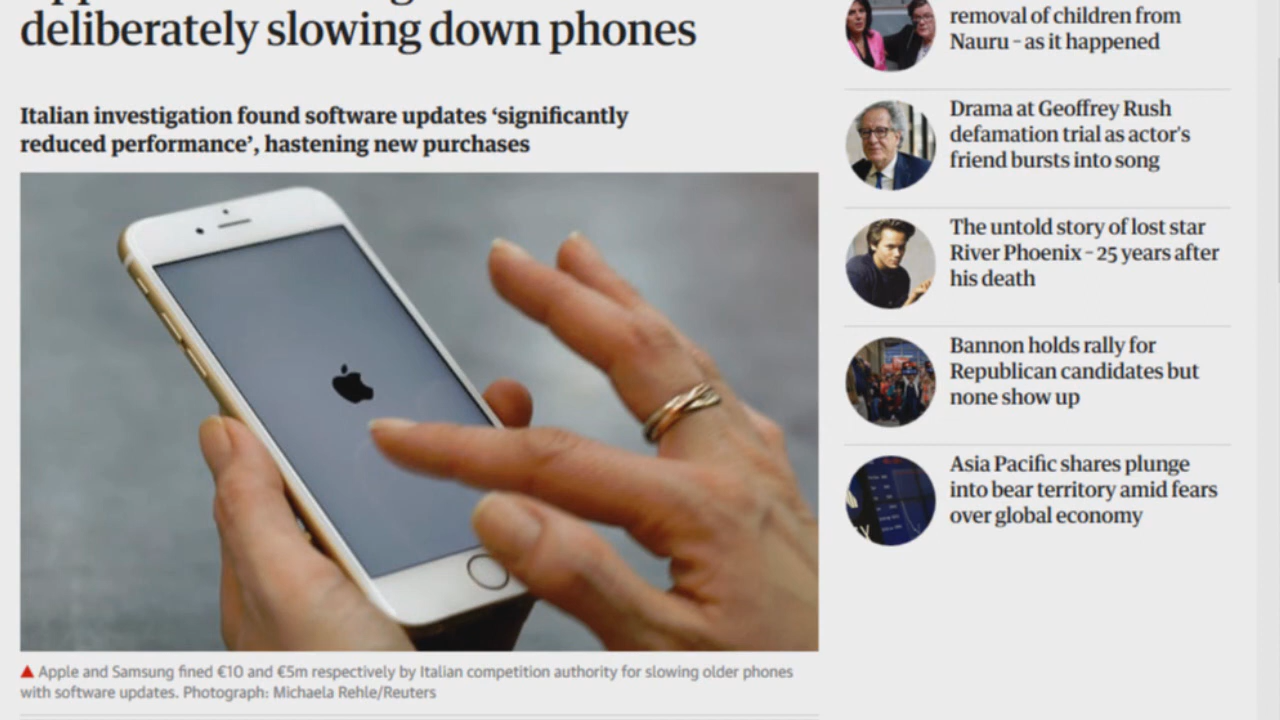 deliberately slowing down phones
Italian investigation found software updates ‘significantly
reduced performance’, hastening new purchases
▲ Apple and Samsung fined €10 and €5m respectively by Italian competition authority for slowing older phones
with software updates. Photograph: Michaela Rehle/Reuters
removal of children from
Nauru – as it happened
Drama at Geoffrey Rush
defamation trial as actor's
friend bursts into song
The untold story of lost star
River Phoenix – 25 years after
his death
Bannon holds rally for
Republican candidates but
none show up
Asia Pacific shares plunge
into bear territory amid fears
over global economy